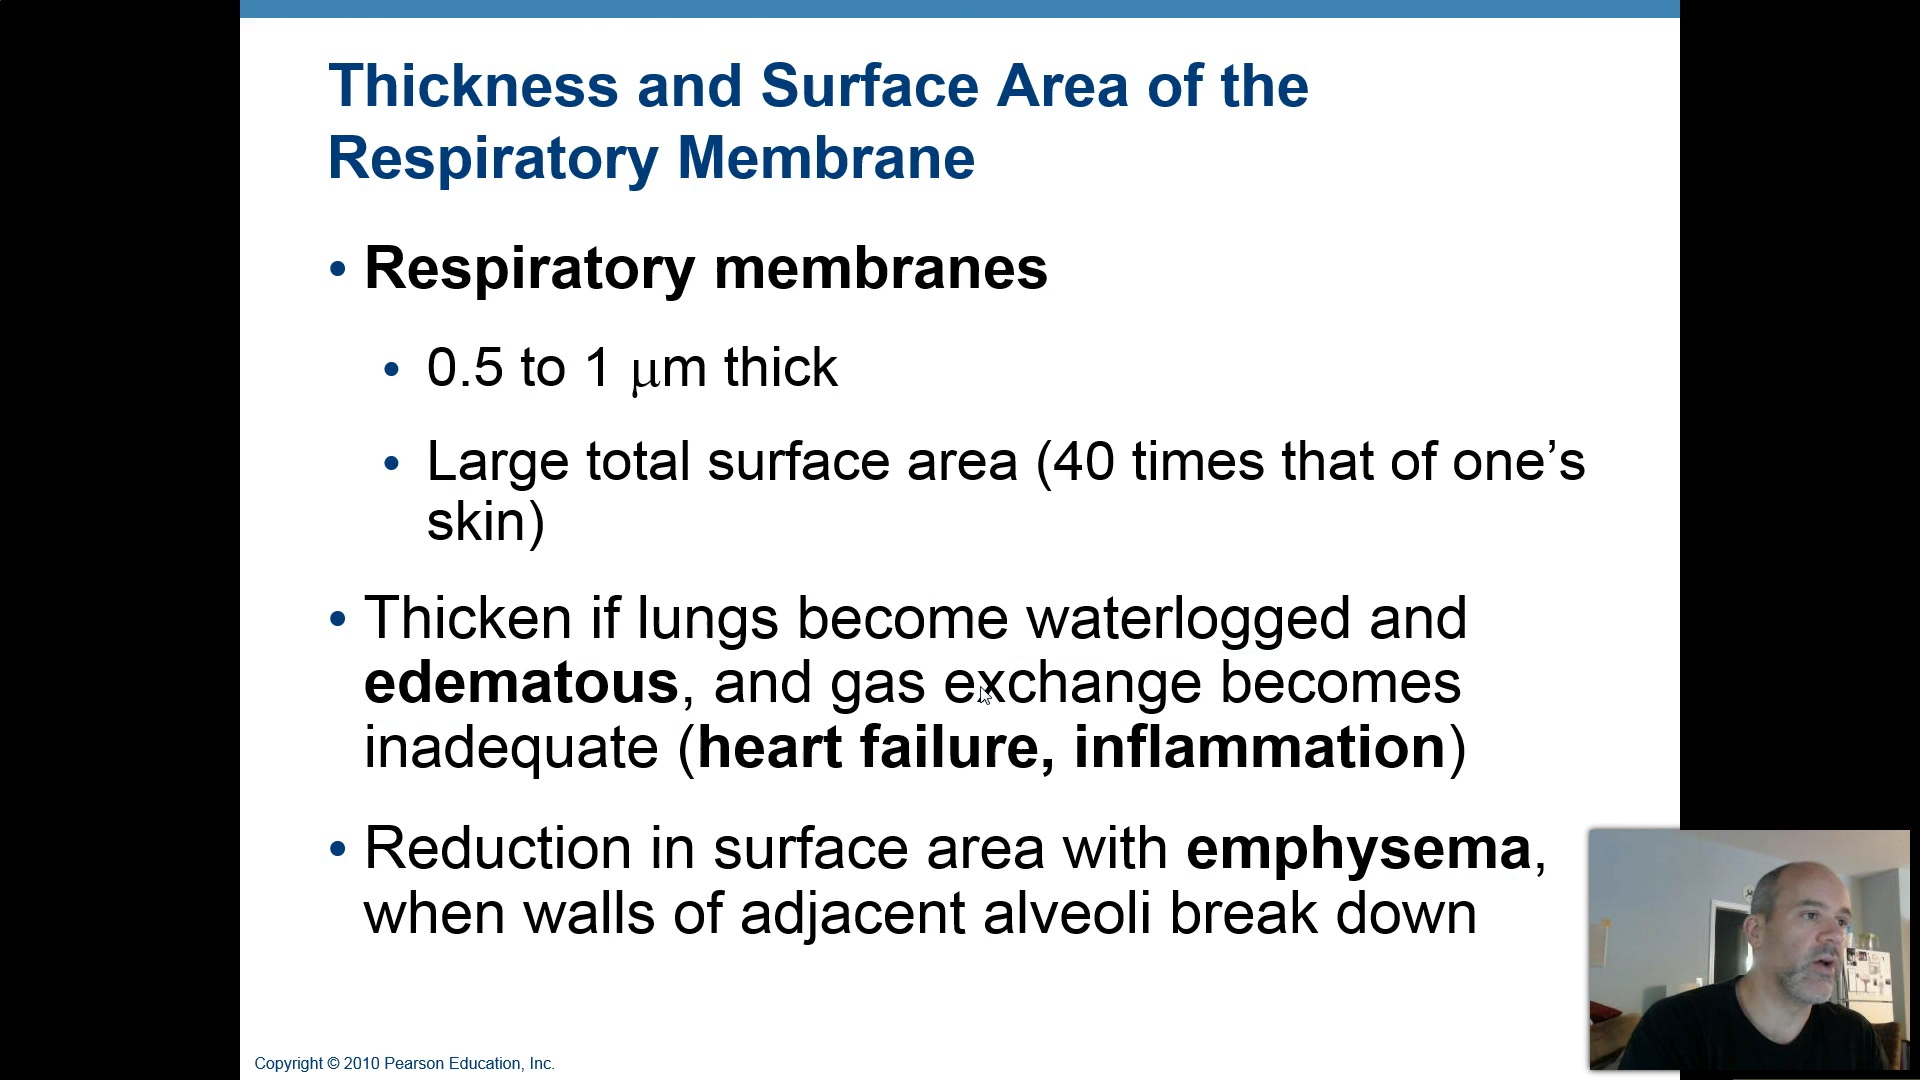 Thickness and Surface Area of the
Respiratory Membrane
• Respiratory membranes
• 0.5 to 1 μm thick
• Large total surface area (40 times that of one’s
skin)
• Thicken if lungs become waterlogged and
edematous, and gas exchange becomes
inadequate (heart failure, inflammation)
• Reduction in surface area with emphysema,
when walls of adjacent alveoli break down
Copyright © 2010 Pearson Education, Inc.